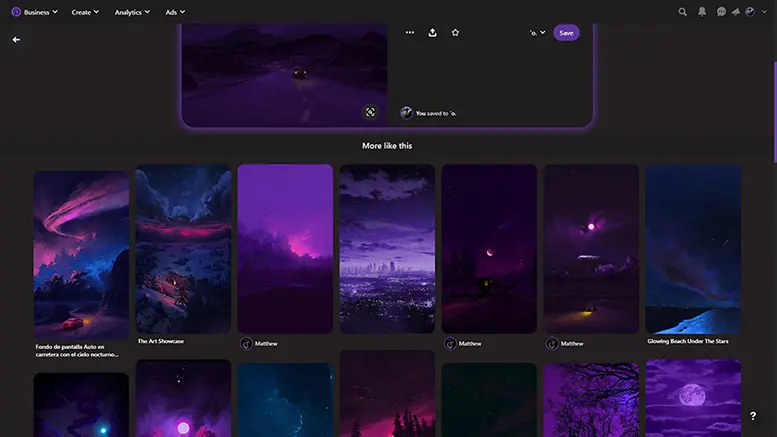 Business
Create
Analytics
Ads
'o.
Save
You saved to 'o.
More like this
Fondo de pantalla Auto en
carretera con el cielo nocturno...
The Art Showcase
Matthew
Matthew
Matthew
Glowing Beach Under The Stars
?